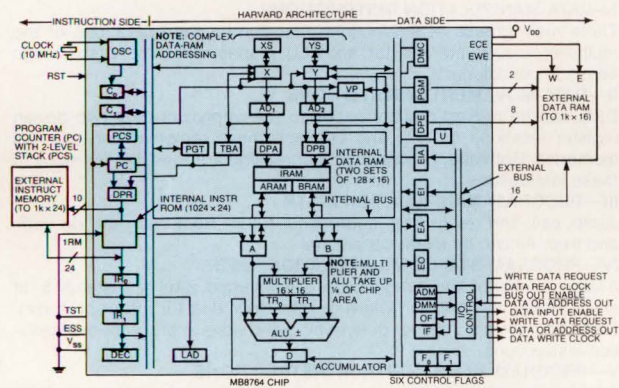 INSTRUCTION SIDE
HARVARD ARCHITECTURE
DATA SIDE
VDD
CLOCK
(10 MHz)
OSC
NOTE: COMPLEX
DATA-RAM
ADDRESSING
XS
YS
DMC
ECE
EWE
W
E
RST
X
Y
C0
C1
VP
PGM
2
EXTERNAL
DATA RAM
(TO 1k × 16)
PROGRAM
COUNTER (PC)
WITH 2-LEVEL
STACK (PCS)
PCS
AD1
AD2
DPE
8
U
PC
PGT
TBA
DPA
DPB
EIA
INTERNAL
DATA RAM
(TWO SETS
OF 128 × 16)
EXTERNAL
BUS
EXTERNAL
INSTRUCT
MEMORY
(TO 1k × 24)
10
DPR
IRAM
ARAM
BRAM
EI
16
INTERNAL INSTR
ROM (1024 × 24)
INTERNAL BUS
EA
1RM
24
A
B
EO
NOTE: MULTI
PLIER AND
ALU TAKE UP
¼ OF CHIP
AREA
MULTIPLIER
16 × 16
TR0
TR1
IR0
IR1
ADM
DMM
OF
IF
I/O
CONTROL
WRITE DATA REQUEST
DATA READ CLOCK
BUS OUT ENABLE
DATA OR ADDRESS OUT
DATA INPUT ENABLE
WRITE DATA REQUEST
DATA OR ADDRESS OUT
DATA WRITE CLOCK
TST
ESS
VSS
ALU ±
DEC
LAD
D
ACCUMULATOR
F0
F1
MB8764 CHIP
SIX CONTROL FLAGS